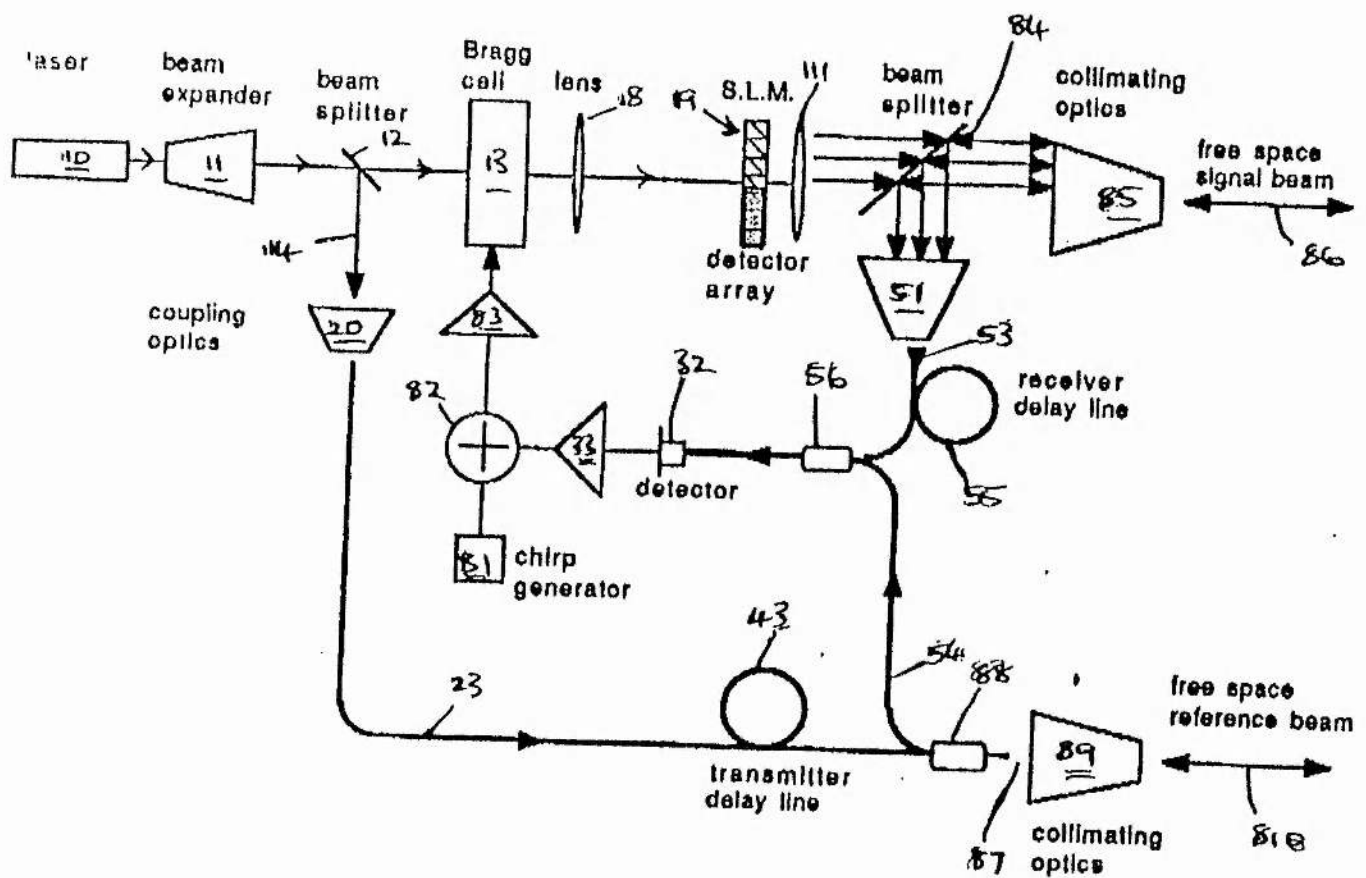 laser
beam
expander
beam
splitter
12
Bragg
cell
lens
18
19
S.L.M.
111
beam
splitter
84
collimating
optics
free space
signal beam
86
10
11
13
85
114
detector
array
51
coupling
optics
20
83
53
receiver
delay line
55
82
32
56
33
detector
81
chirp
generator
43
54
88
23
transmitter
delay line
89
free space
reference beam
87
collimating
optics
810